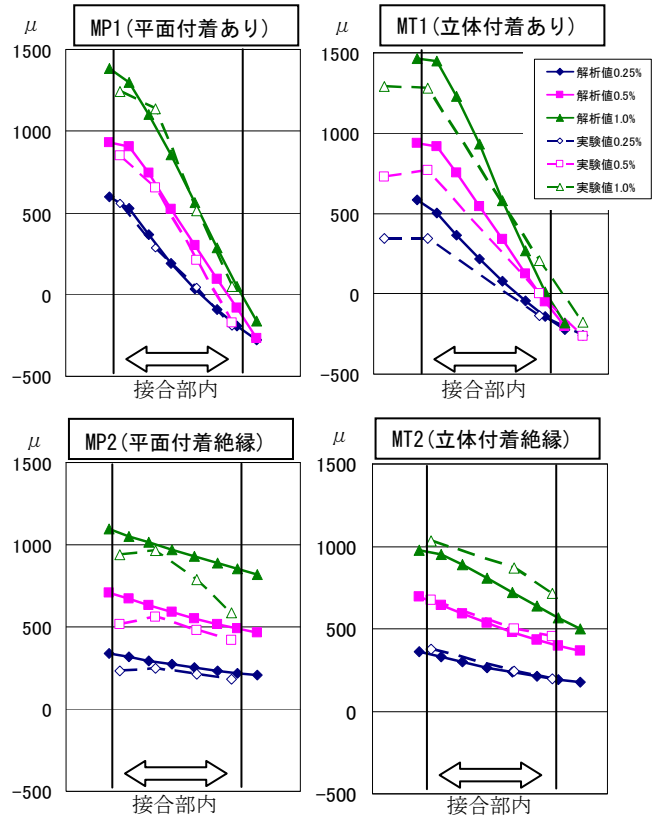 μ
MP1(平面付着あり)
1500
1000
500
0
-500
接合部内
μ
MT1(立体付着あり)
1500
1000
500
0
-500
接合部内
解析値0.25%
解析値0.5%
解析値1.0%
実験値0.25%
実験値0.5%
実験値1.0%
μ
MP2(平面付着絶縁)
1500
1000
500
0
-500
接合部内
μ
MT2(立体付着絶縁)
1500
1000
500
0
-500
接合部内